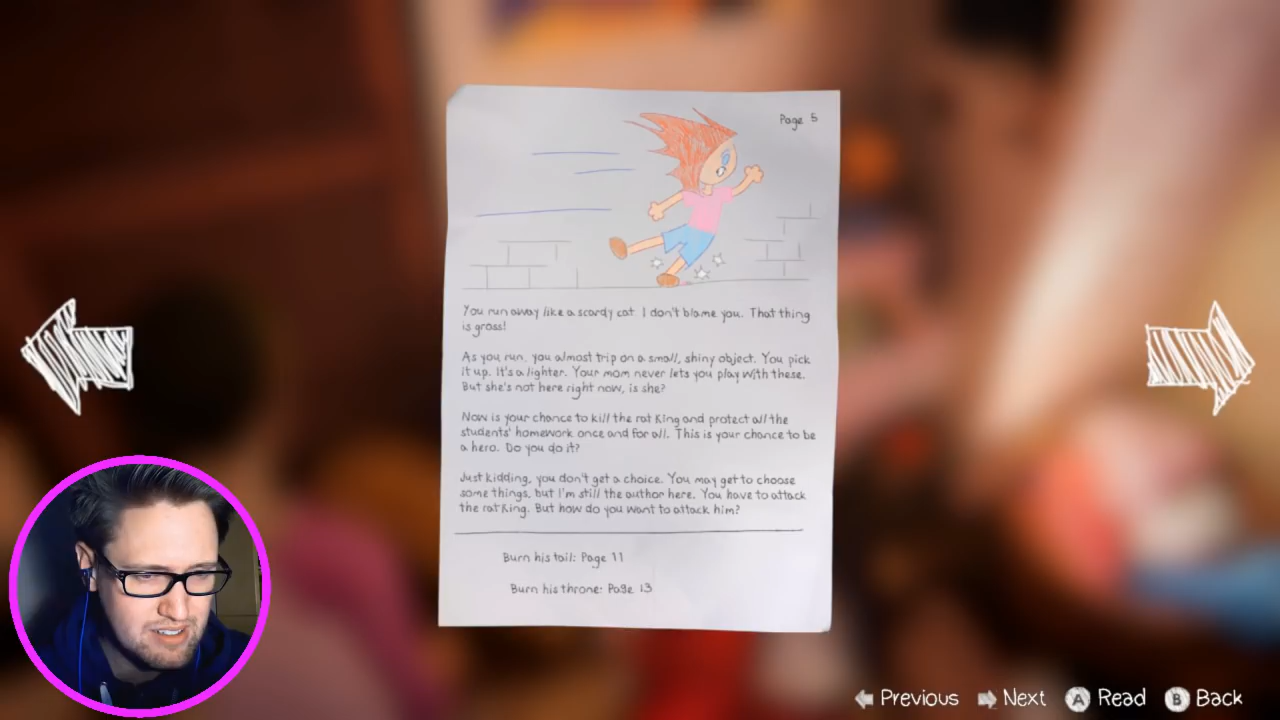 Page 5
You run away like a scardy cat. I don't blame you. That thing
is gross!
As you run, you almost trip on a small, shiny object. You pick
it up. It's a lighter. Your mom never lets you play with these.
But she's not here right now, is she?
Now is your chance to kill the rat King and protect all the
students' homework once and for all. This is your chance to be
a hero. Do you do it?
Just kidding, you don't get a choice. You may get to choose
some things, but I'm still the author here. You have to attack
the rat King. But how do you want to attack him?
Burn his tail: Page 11
Burn his throne: Page 13
Previous Next A Read B Back